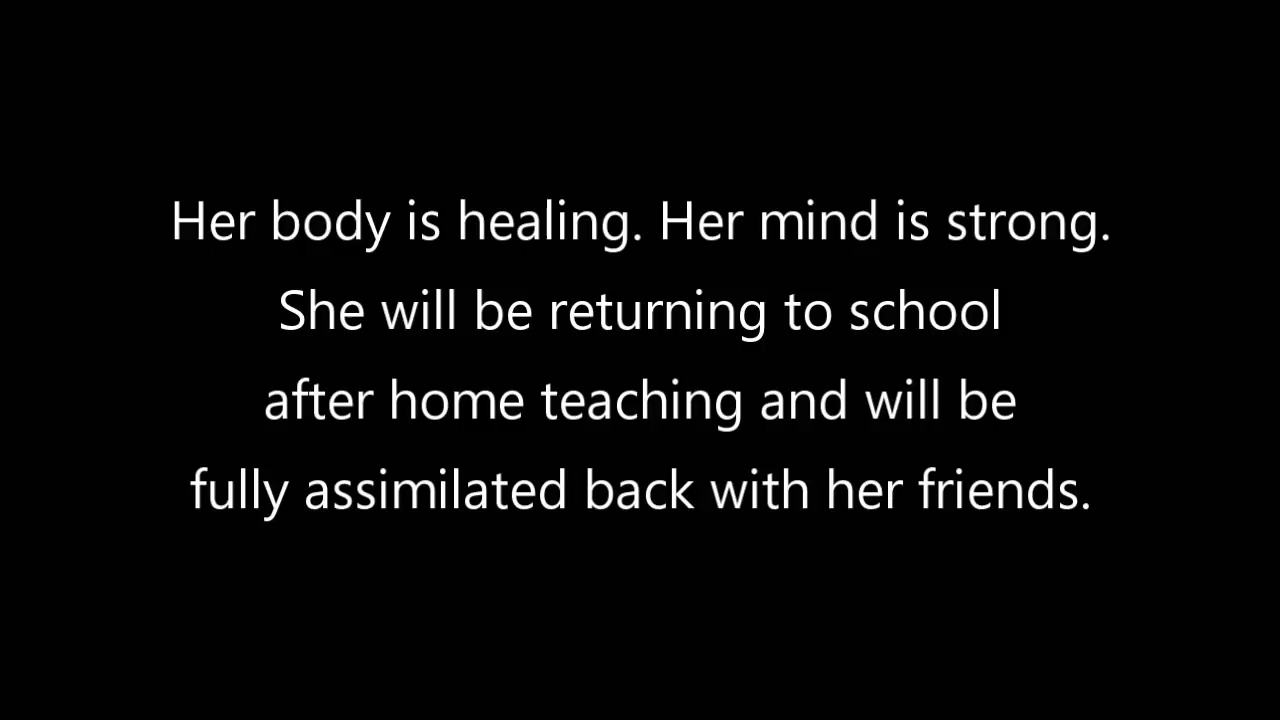 Her body is healing. Her mind is strong.
She will be returning to school
after home teaching and will be
fully assimilated back with her friends.